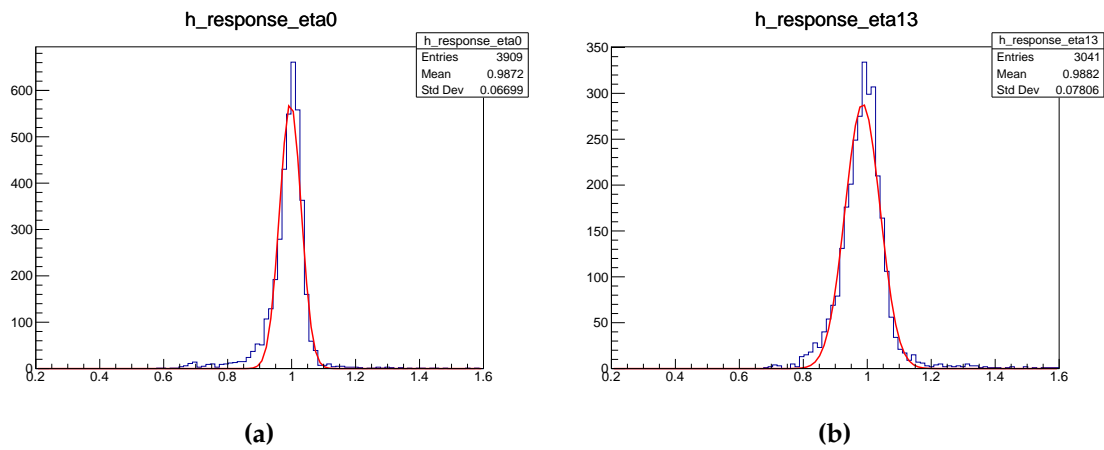 h_response_eta0
h_response_eta0
Entries 3909
Mean 0.9872
Std Dev 0.06699
600
500
400
300
200
100
0
0.2 0.4 0.6 0.8 1 1.2 1.4 1.6
(a)
h_response_eta13
h_response_eta13
Entries 3041
Mean 0.9882
Std Dev 0.07806
350
300
250
200
150
100
50
0
0.2 0.4 0.6 0.8 1 1.2 1.4 1.6
(b)